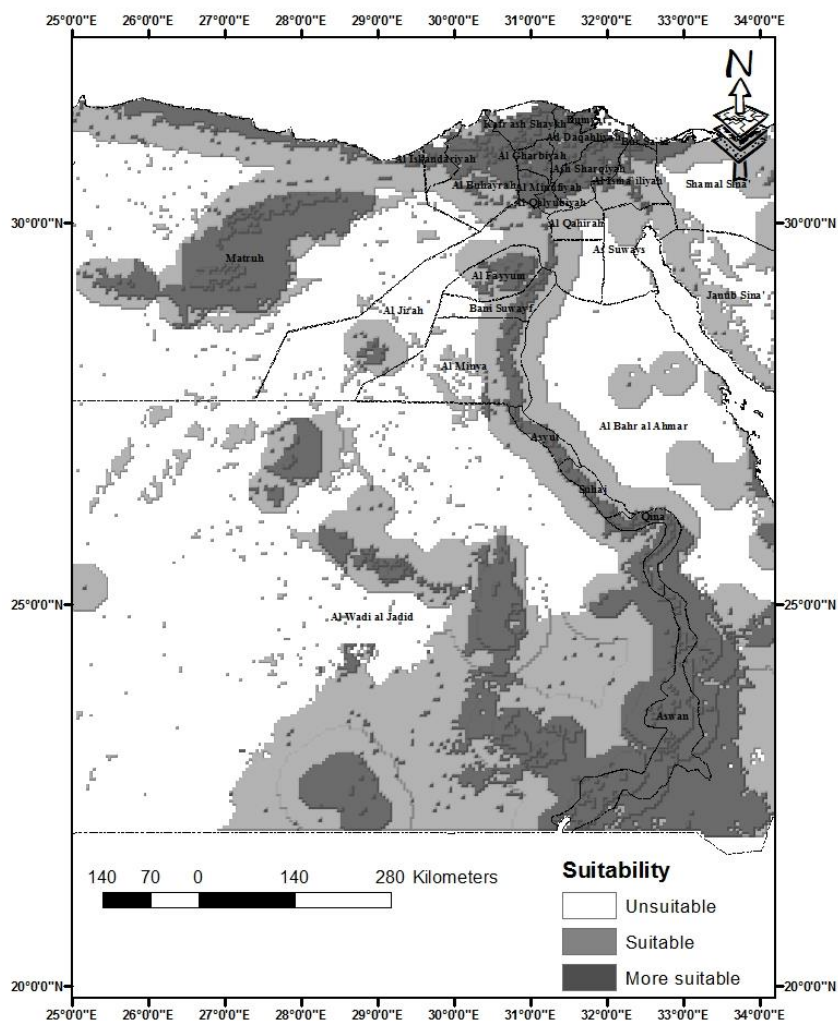 25°0'0"E 26°0'0"E 27°0'0"E 28°0'0"E 29°0'0"E 30°0'0"E 31°0'0"E 32°0'0"E 33°0'0"E 34°0'0"E
N
Kafr ash Shaykh
Ad Daqahliyah
Al Iskandariyah
Al Gharbiyah
Ash Sharqiyah
Al Buhayrah
Al Minufiyah
Al Isma'iliyah
Shamal Sina'
Al Qalyubiyah
30°0'0"N 30°0'0"N
Al Qahirah
Matruh
As Suways
Al Fayyum
Janub Sina'
Al Jizah
Bani Suwayf
Al Minya
Al Bahr al Ahmar
Asyut
Suhaj
Qina
25°0'0"N 25°0'0"N
Al Wadi al Jadid
Aswan
140 70 0 140 280 Kilometers
Suitability
Unsuitable
Suitable
More suitable
20°0'0"N 20°0'0"N
25°0'0"E 26°0'0"E 27°0'0"E 28°0'0"E 29°0'0"E 30°0'0"E 31°0'0"E 32°0'0"E 33°0'0"E 34°0'0"E